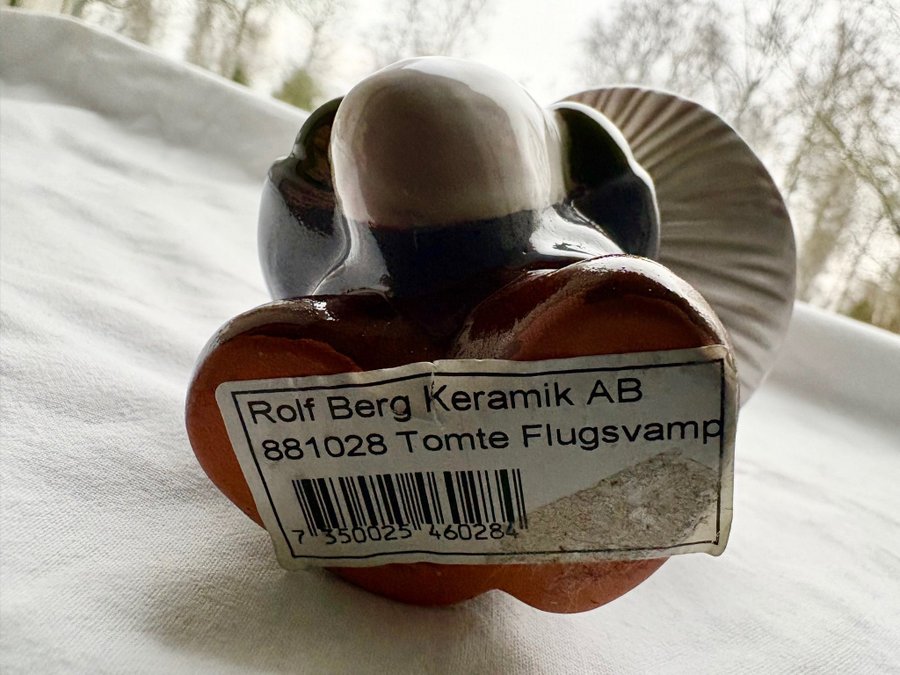 Rolf Berg Keramik AB
881028 Tomte Flugsvamp
7 350025 460284